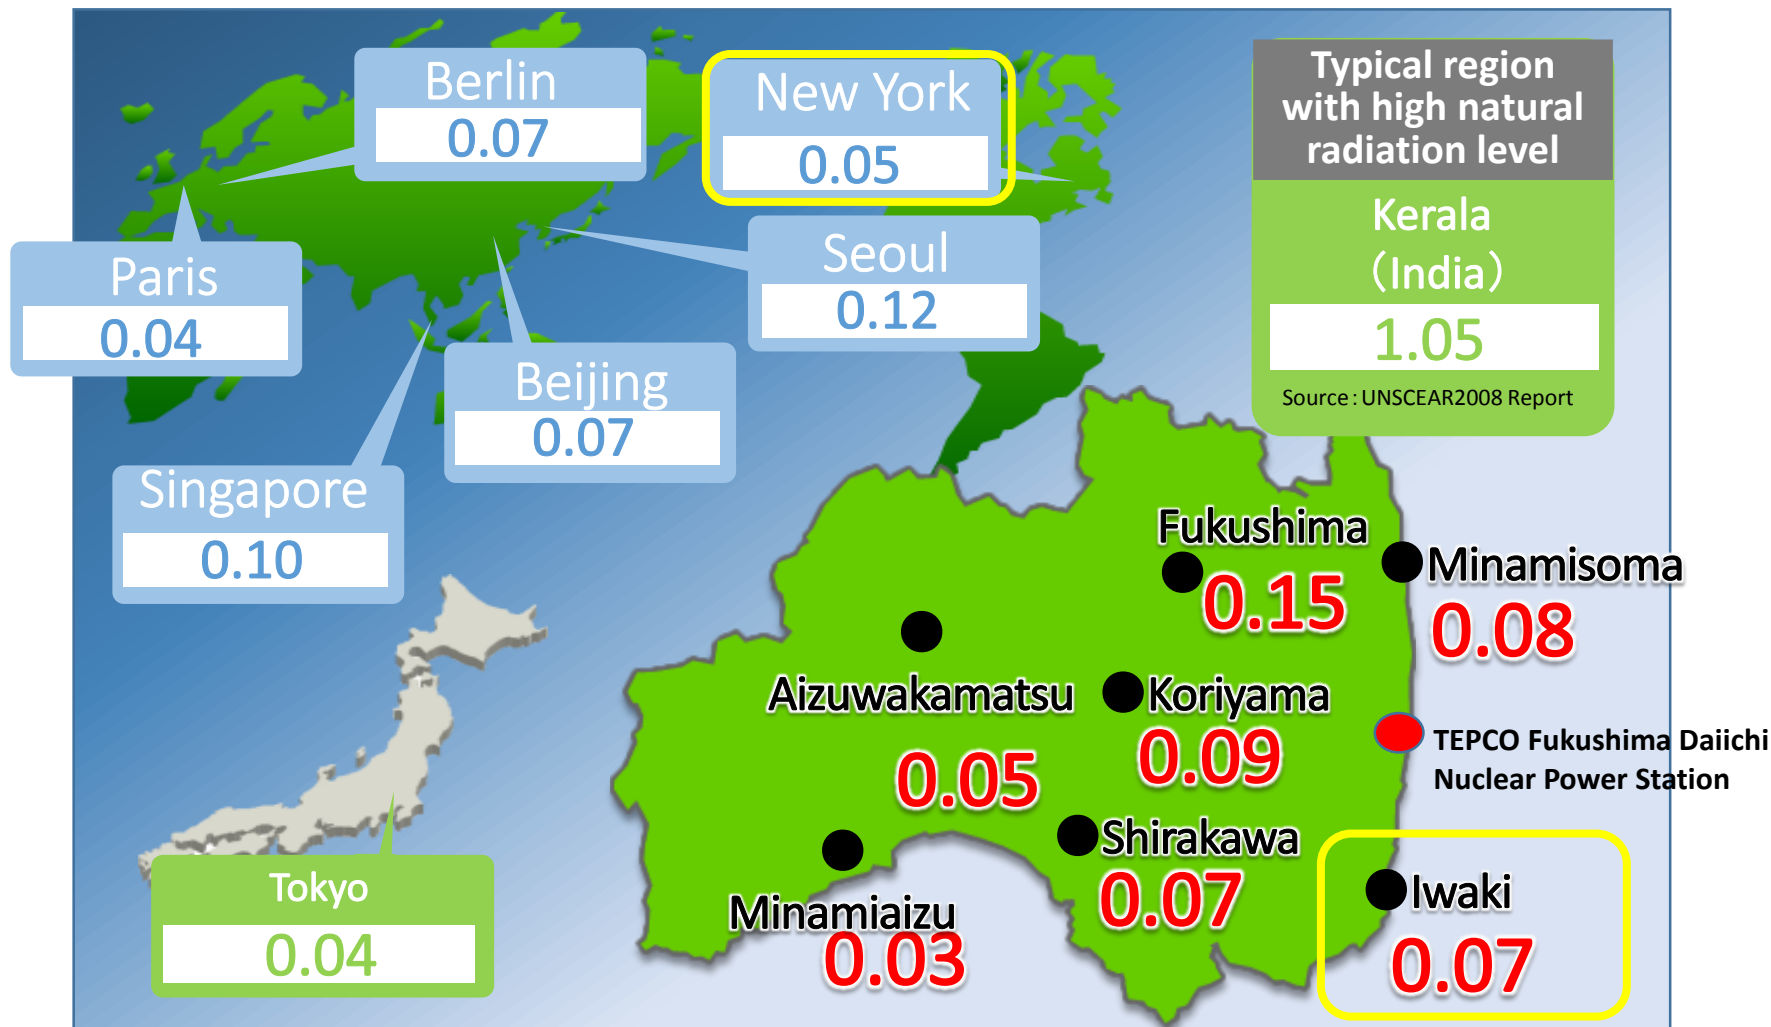 Berlin
0.07
New York
0.05
Typical region
with high natural
radiation level
Kerala
（India）
1.05
Source : UNSCEAR2008 Report
Paris
0.04
Seoul
0.12
Beijing
0.07
Singapore
0.10
Fukushima
0.15
Minamisoma
0.08
Aizuwakamatsu
0.05
Koriyama
0.09
TEPCO Fukushima Daiichi
Nuclear Power Station
Shirakawa
0.07
Minamiaizu
0.03
Iwaki
0.07
Tokyo
0.04